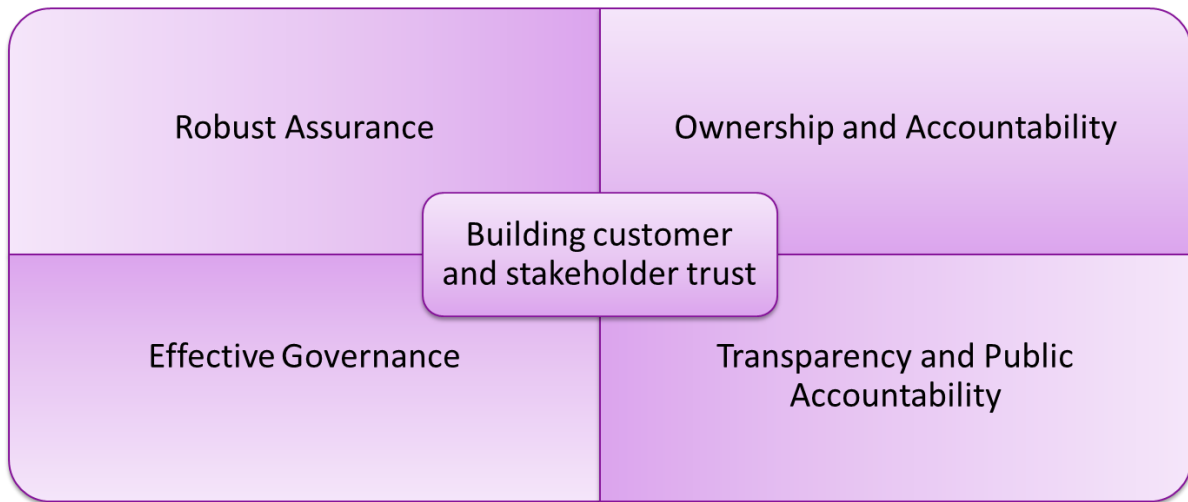 Robust Assurance
Ownership and Accountability
Building customer
and stakeholder trust
Effective Governance
Transparency and Public
Accountability